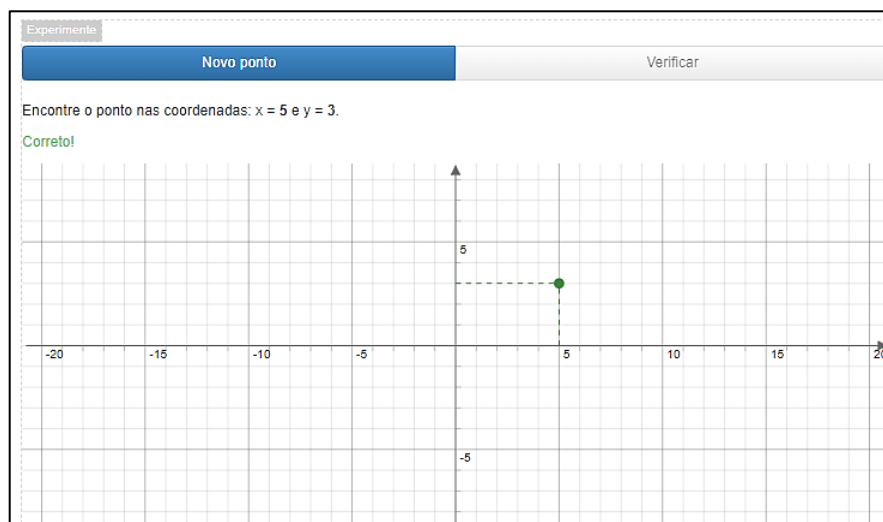 Experimente
Novo ponto
Verificar
Encontre o ponto nas coordenadas: x = 5 e y = 3.
Correto!
5
-20 -15 -10 -5 5 10 15 20
-5